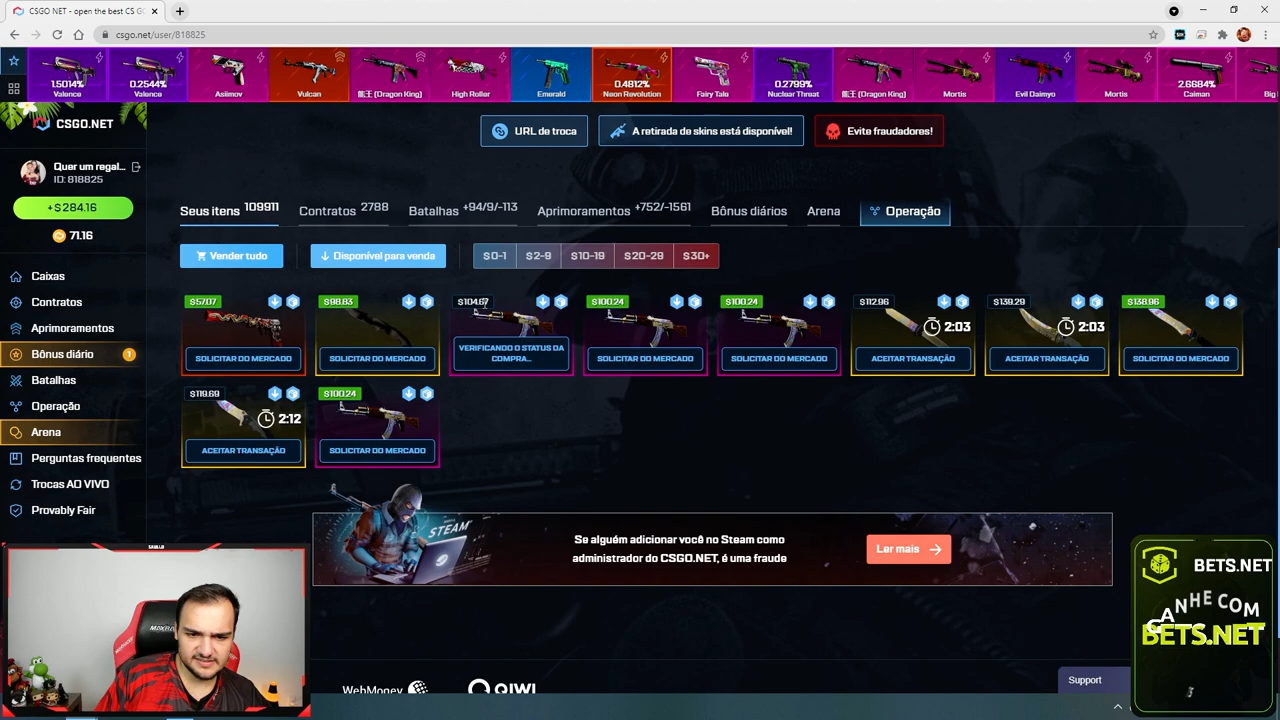 CSGO NET - open the best CS GO
csgo.net/user/818825
1.5014%
Valence
0.2544%
Valence
Asiimov
Vulcan
龍王 (Dragon King)
High Roller
Emerald
0.4812%
Neon Revolution
Fairy Tale
0.2799%
Nuclear Threat
龍王 (Dragon King)
Mortis
Evil Daimyo
Mortis
2.6684%
Caiman
Big
CSGO.NET
URL de troca
A retirada de skins está disponível!
Evite fraudadores!
Quer um regal...
ID: 818825
+$284.16
71.16
Seus itens 109911
Contratos 2788
Batalhas +94/9/-113
Aprimoramentos +752/-1561
Bônus diários
Arena
Operação
Vender tudo
Disponível para venda
$0-1
$2-9
$10-19
$20-29
$30+
Caixas
Contratos
Aprimoramentos
Bônus diário 1
Batalhas
Operação
Arena
Perguntas frequentes
Trocas AO VIVO
Provably Fair
$57.07
SOLICITAR DO MERCADO
$98.83
SOLICITAR DO MERCADO
$104.67
VERIFICANDO O STATUS DA
COMPRA...
$100.24
SOLICITAR DO MERCADO
$100.24
SOLICITAR DO MERCADO
$112.96
2:03
ACEITAR TRANSAÇÃO
$139.29
2:03
ACEITAR TRANSAÇÃO
$138.96
SOLICITAR DO MERCADO
$119.69
2:12
ACEITAR TRANSAÇÃO
$100.24
SOLICITAR DO MERCADO
STEAM
Se alguém adicionar você no Steam como
administrador do CSGO.NET, é uma fraude
Ler mais
WebMoney
QIWI
Support
BETS.NET
GANHE COM
BETS.NET